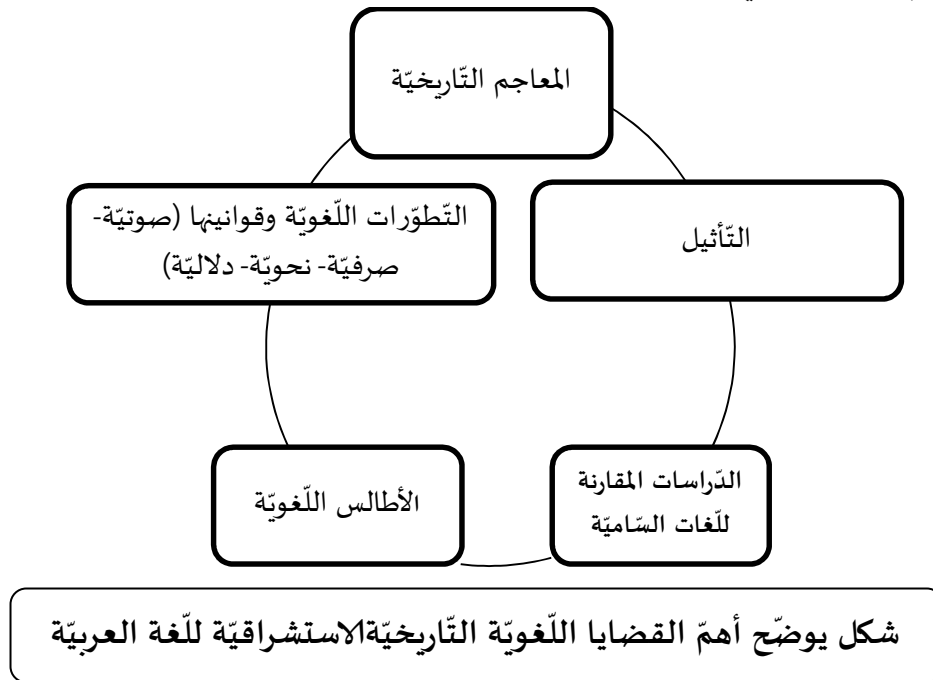 المعاجم التّاريخيّة
التّطوّرات اللّغويّة وقوانينها (صوتيّة-
صرفيّة- نحويّة- دلاليّة)
التّأثيل
الدّراسات المقارنة
للّغات السّاميّة
الأطالس اللّغويّة
شكل يوضّح أهمّ القضايا اللّغويّة التّاريخيّةالاستشراقيّة للّغة العربيّة